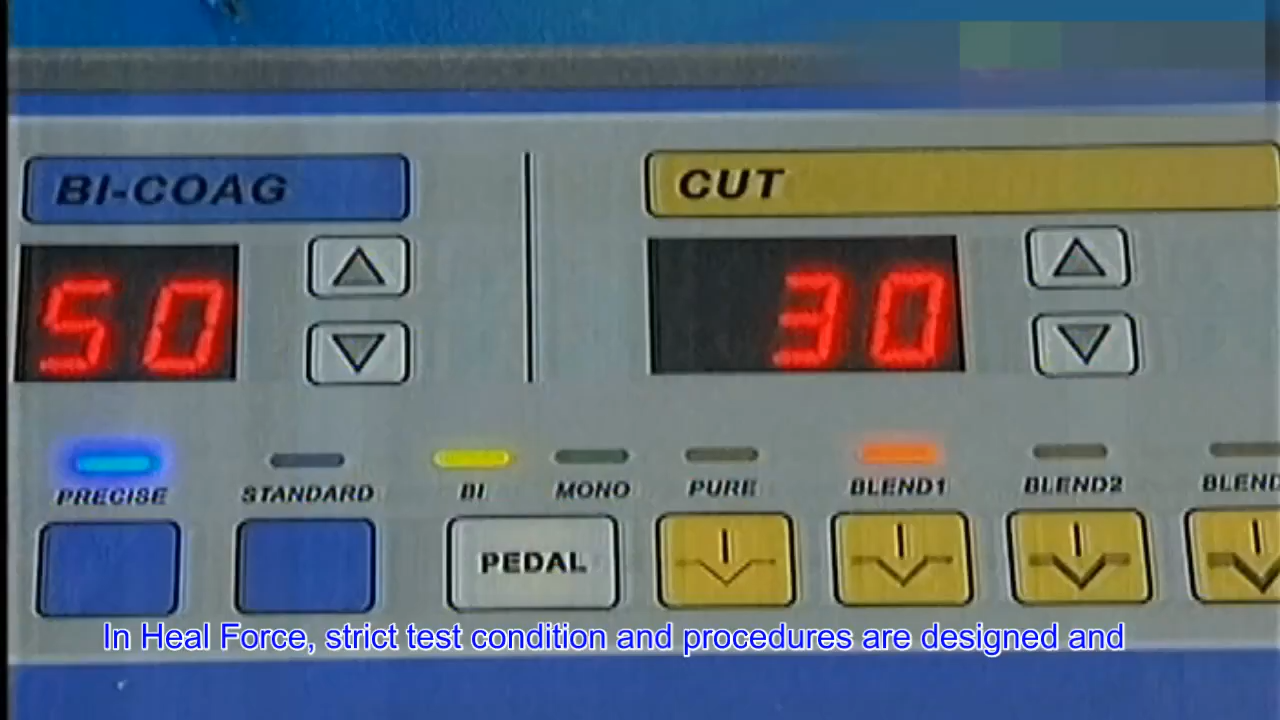 BI-COAG
CUT
50
30
PRECISE
STANDARD
BI
MONO
PURE
BLEND1
BLEND2
BLEND
PEDAL
In Heal Force, strict test condition and procedures are designed and